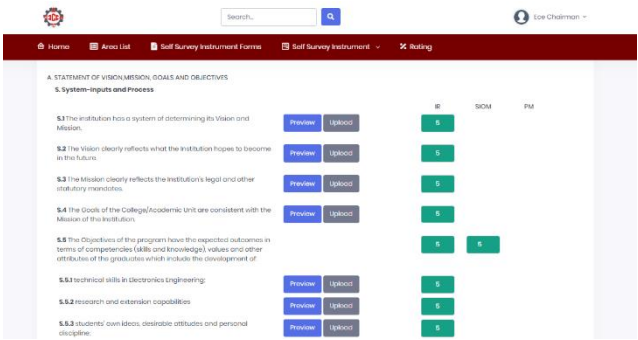 Search..
Loe Chairman
Home Area List Self Survey Instrument Forms Self Survey Instrument Rating
A. STATEMENT OF VISION,MISSION, GOALS AND OBJECTIVES
S. System-Inputs and Process
IR SIOM PM
S.1 The Institution has a system of determining its Vision and Preview Upload 5
Mission.
S.2 The Vision clearly reflects what the Institution hopes to become Preview Upload 5
in the future.
S.3 The Mission clearly reflects the Institution's legal and other Preview Upload 5
statutory mandates.
S.4 The Goals of the College/Academic Unit are consistent with the Preview Upload 5
Mission of the Institution.
S.5 The Objectives of the program have the expected outcomes in 5 5
terms of competencies (skills and knowledge), values and other
attributes of the graduates which include the development of:
S.5.1 technical skills in Electronics Engineering; Preview Upload 5
S.5.2 research and extension capabilities Preview Upload 5
S.5.3 students' own ideas, desirable attitudes and personal Preview Upload 5
discipline;